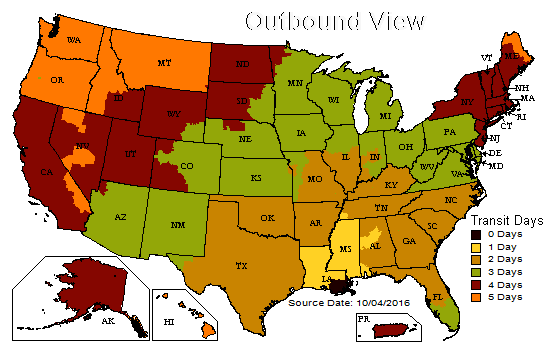 Outbound View
WA
MT
ND
OR
ID
WY
SD
MN
WI
MI
VT
ME
NH
MA
NY
RI
CT
NJ
PA
DE
MD
NV
UT
CA
CO
NE
IA
IL
IN
OH
WV
VA
KS
MO
KY
NC
TN
AZ
NM
OK
AR
SC
TX
LA
MS
AL
GA
FL
AK
HI
PR
Source Date: 10/04/2016
Transit Days
0 Days
1 Day
2 Days
3 Days
4 Days
5 Days